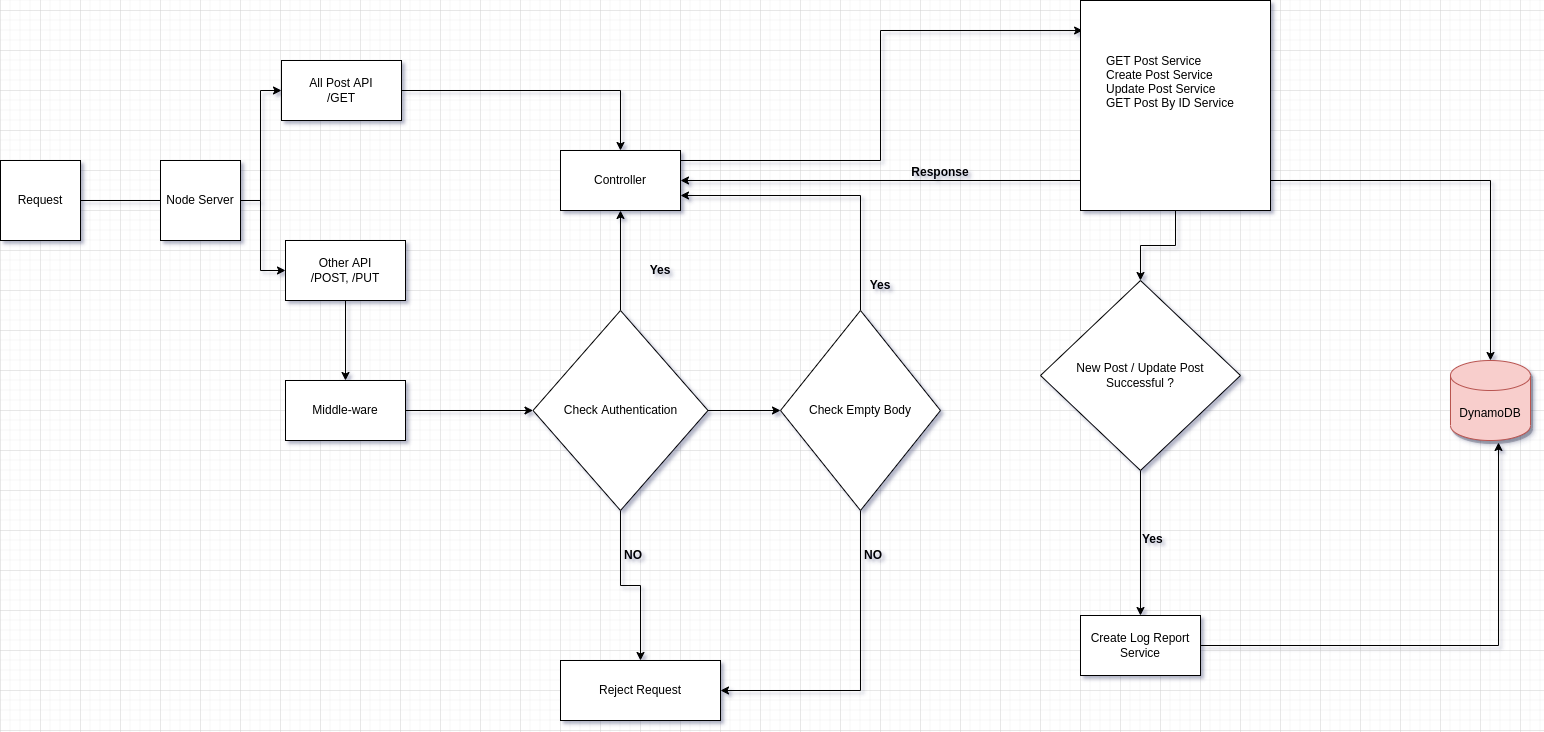 Request
Node Server
All Post API
/GET
Other API
/POST, /PUT
Middle-ware
Controller
Yes
Check Authentication
NO
Reject Request
Yes
Check Empty Body
NO
Response
GET Post Service
Create Post Service
Update Post Service
GET Post By ID Service
New Post / Update Post
Successful ?
Yes
Create Log Report
Service
DynamoDB